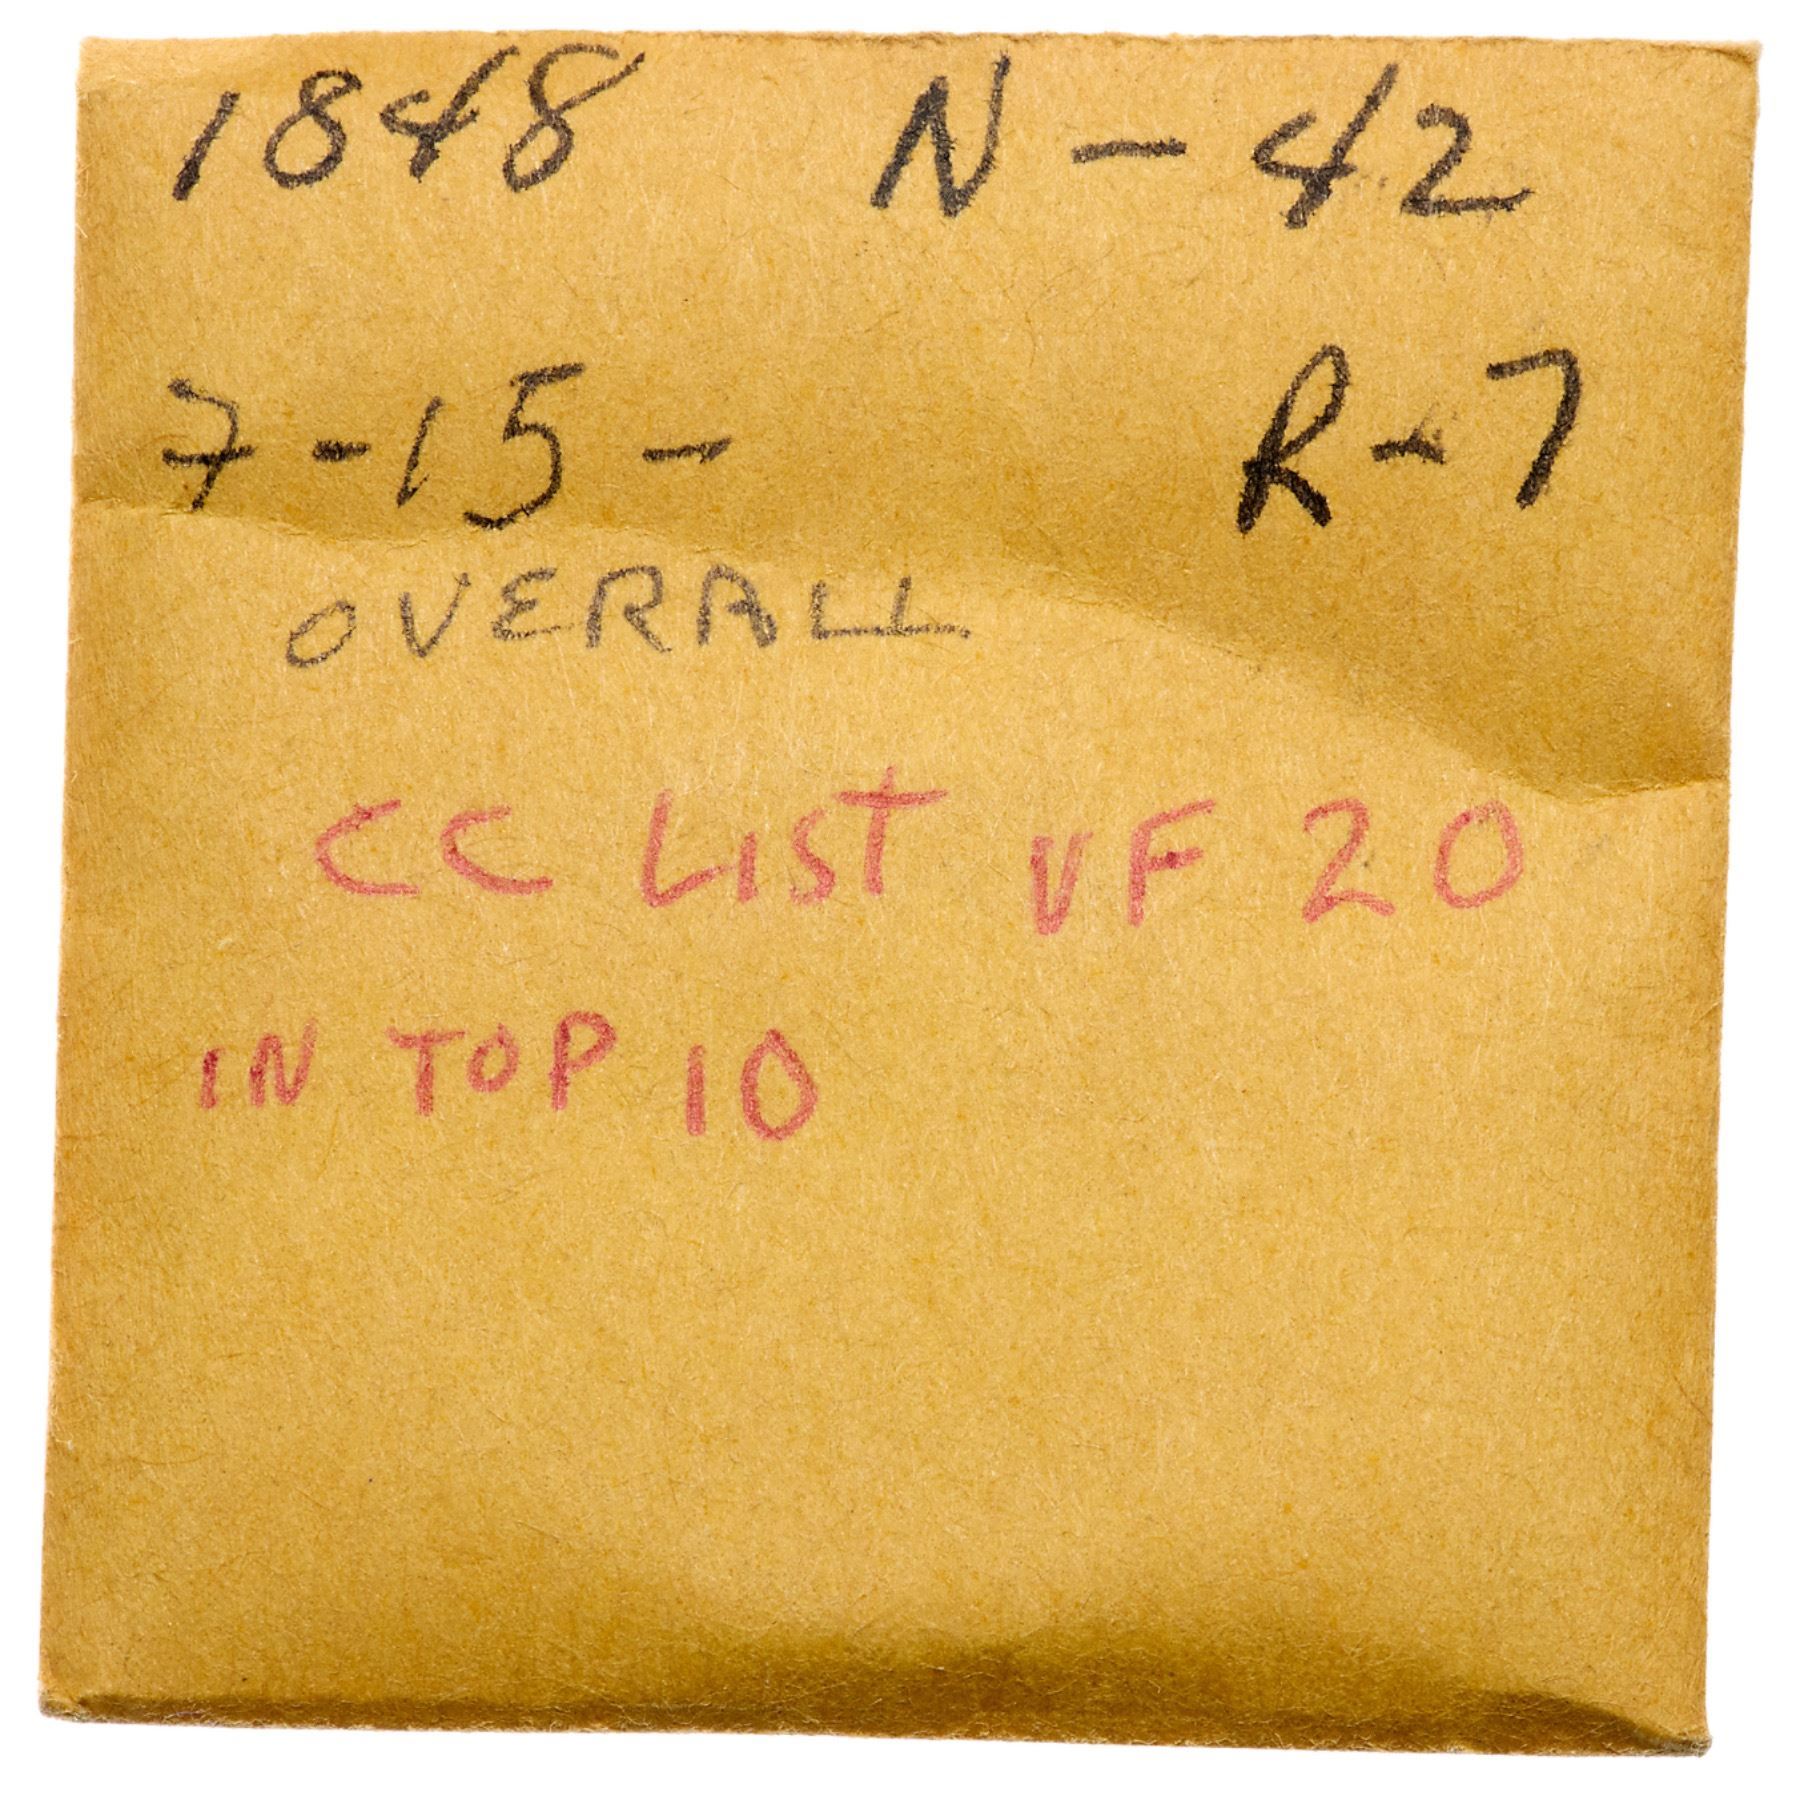 1848 N-42
7-15- R-7
OVERALL
CC LIST VF 20
IN TOP 10